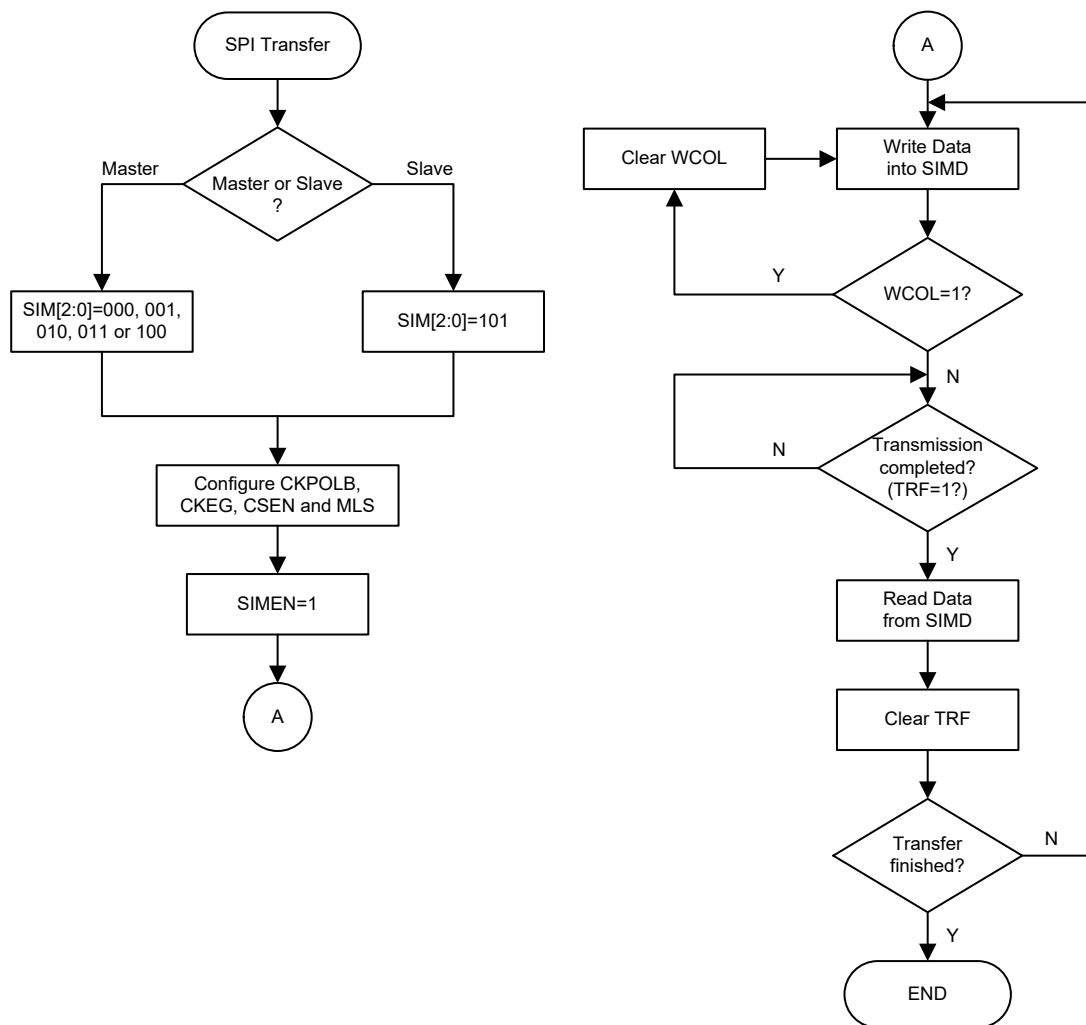 SPI Transfer
Master
Slave
Master or Slave
?
SIM[2:0]=000, 001,
010, 011 or 100
SIM[2:0]=101
Configure CKPOLB,
CKEG, CSEN and MLS
SIMEN=1
A
A
Clear WCOL
Write Data
into SIMD
Y
WCOL=1?
N
N
Transmission
completed?
(TRF=1?)
Y
Read Data
from SIMD
Clear TRF
Transfer
finished?
N
Y
END